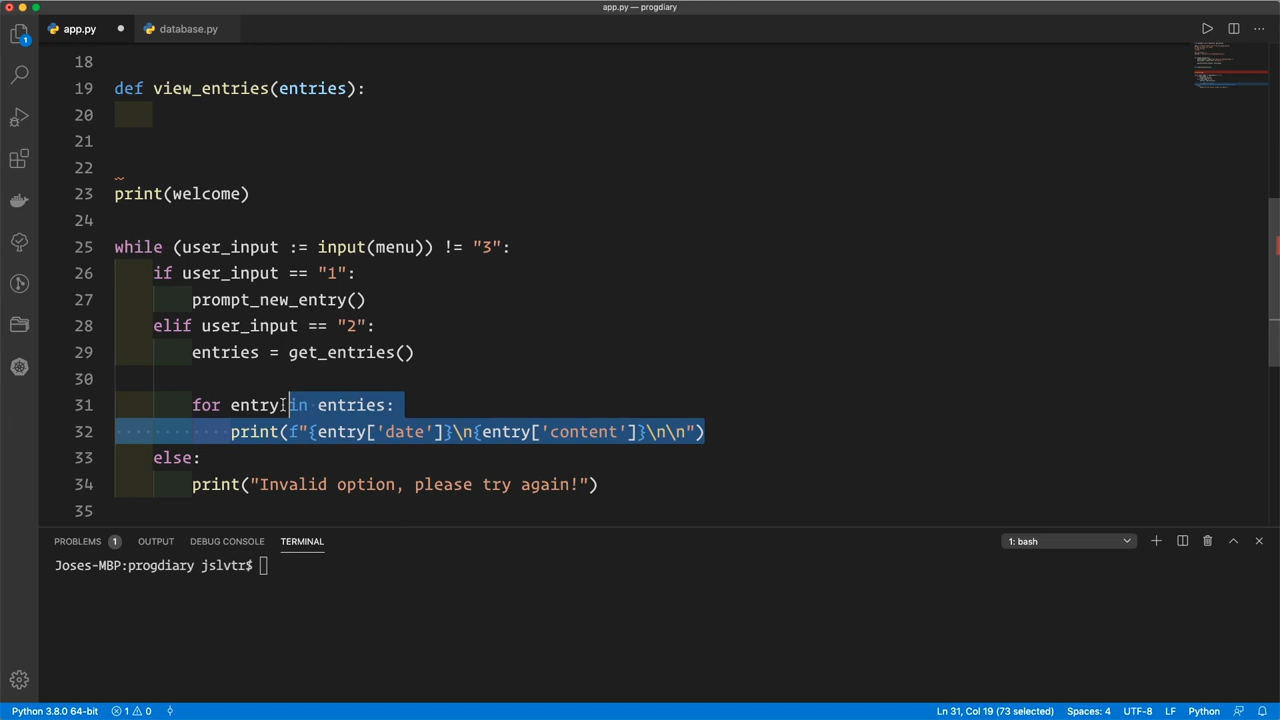 app.py — progdiary
app.py
database.py
1
18
19 def view_entries(entries):
20
21
22
23 print(welcome)
24
25 while (user_input := input(menu)) != "3":
26 if user_input == "1":
27 prompt_new_entry()
28 elif user_input == "2":
29 entries = get_entries()
30
31 for entry in entries:
32 print(f"{entry['date']}\n{entry['content']}\n\n")
33 else:
34 print("Invalid option, please try again!")
35
PROBLEMS 1 OUTPUT DEBUG CONSOLE TERMINAL 1: bash
Joses-MBP:progdiary jslvtr$
Python 3.8.0 64-bit 1 0 Ln 31, Col 19 (73 selected) Spaces: 4 UTF-8 LF Python